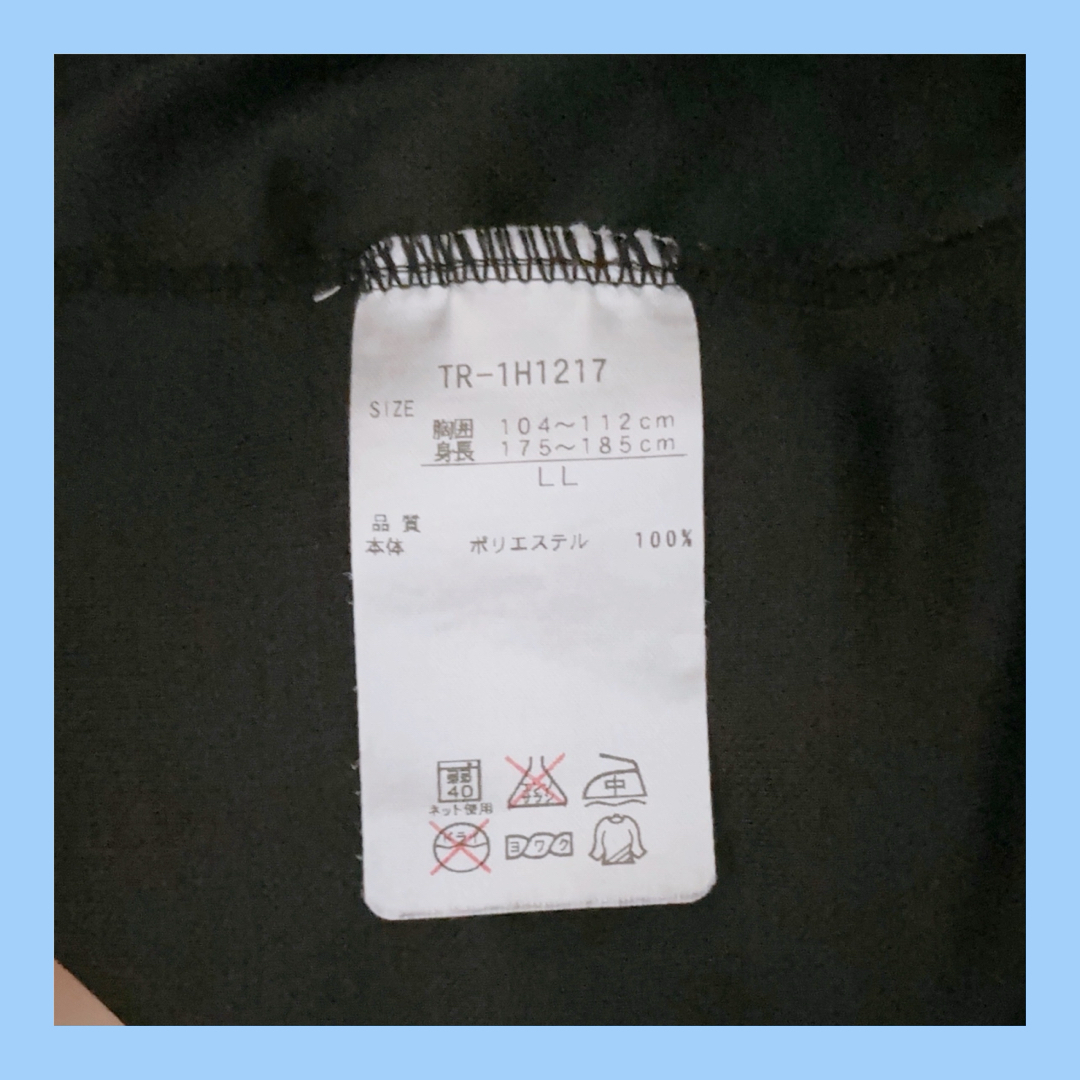 TR-1H1217
SIZE
胸囲 104～112cm
身長 175～185cm
LL
品質
本体 ポリエステル 100%
40
ネット使用
中
ドライ
ヨワク